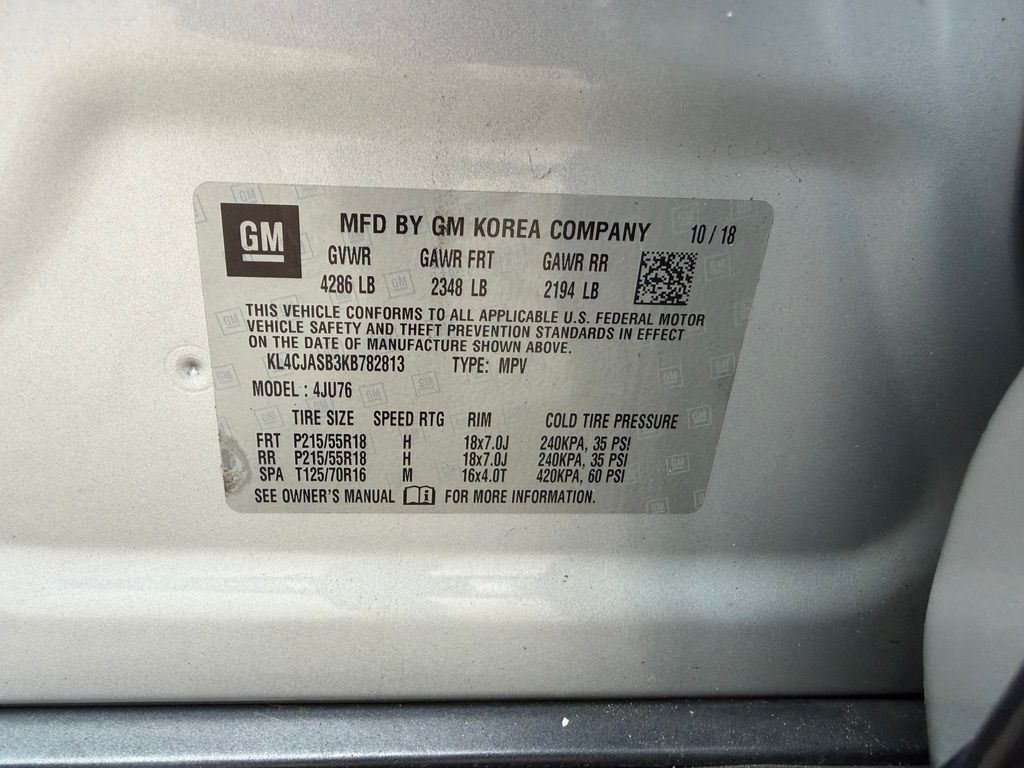 GM
MFD BY GM KOREA COMPANY 10 / 18
GVWR GAWR FRT GAWR RR
4286 LB 2348 LB 2194 LB
THIS VEHICLE CONFORMS TO ALL APPLICABLE U.S. FEDERAL MOTOR
VEHICLE SAFETY AND THEFT PREVENTION STANDARDS IN EFFECT
ON THE DATE OF MANUFACTURE SHOWN ABOVE.
KL4CJASB3KB782813 TYPE: MPV
MODEL : 4JU76
TIRE SIZE SPEED RTG RIM COLD TIRE PRESSURE
FRT P215/55R18 H 18x7.0J 240KPA, 35 PSI
RR P215/55R18 H 18x7.0J 240KPA, 35 PSI
SPA T125/70R16 M 16x4.0T 420KPA, 60 PSI
SEE OWNER'S MANUAL i FOR MORE INFORMATION.